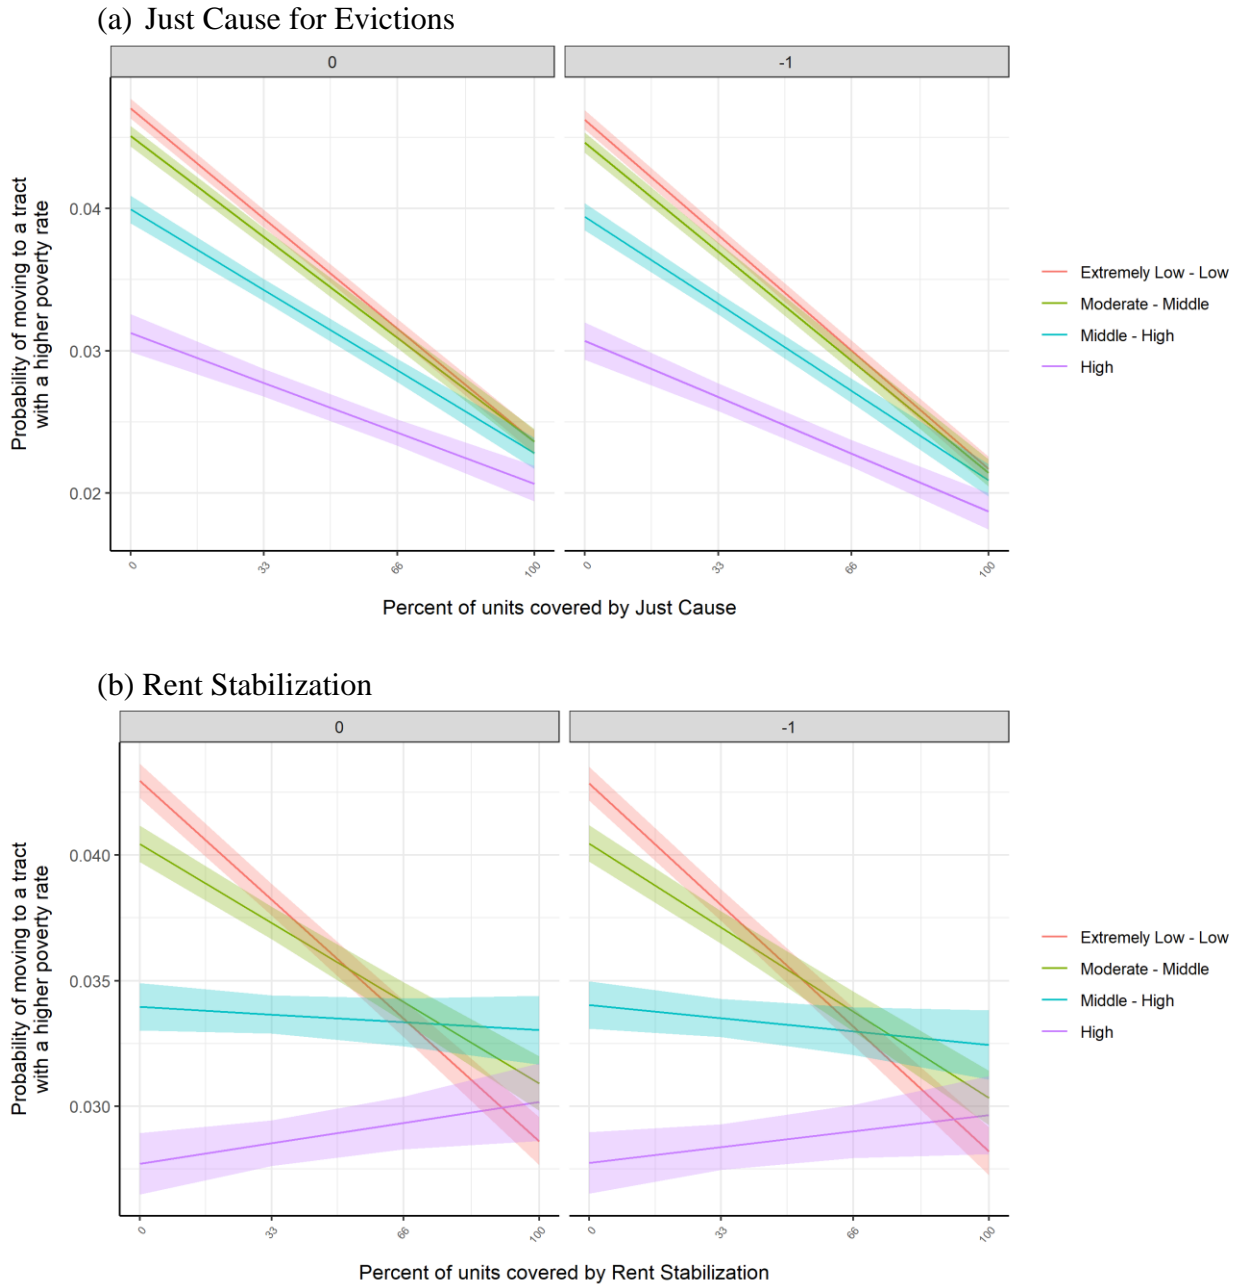 (a) Just Cause for Evictions
0
-1
Probability of moving to a tract
with a higher poverty rate
0.04
0.03
0.02
0
33
66
100
0
33
66
100
Percent of units covered by Just Cause
Extremely Low - Low
Moderate - Middle
Middle - High
High
(b) Rent Stabilization
0
-1
Probability of moving to a tract
with a higher poverty rate
0.040
0.035
0.030
0
33
66
100
0
33
66
100
Percent of units covered by Rent Stabilization
Extremely Low - Low
Moderate - Middle
Middle - High
High